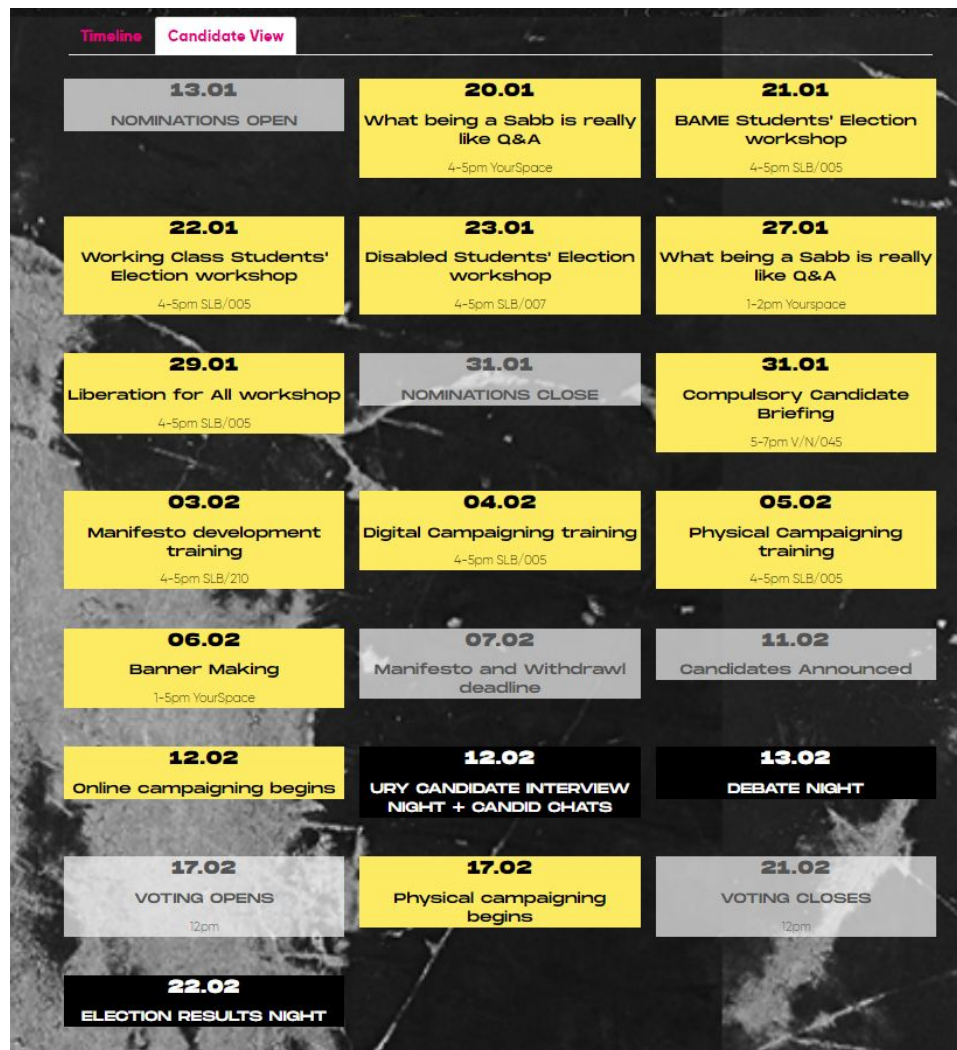 Timeline
Candidate View
13.01
NOMINATIONS OPEN
20.01
What being a Sabb is really
like Q&A
4-5pm YourSpace
21.01
BAME Students' Election
workshop
4-5pm SLB/005
22.01
Working Class Students'
Election workshop
4-5pm SLB/005
23.01
Disabled Students' Election
workshop
4-5pm SLB/007
27.01
What being a Sabb is really
like Q&A
1-2pm Yourspace
29.01
Liberation for All workshop
4-5pm SLB/005
31.01
NOMINATIONS CLOSE
31.01
Compulsory Candidate
Briefing
5-7pm V/N/045
03.02
Manifesto development
training
4-5pm SLB/210
04.02
Digital Campaigning training
4-5pm SLB/005
05.02
Physical Campaigning
training
4-5pm SLB/005
06.02
Banner Making
1-5pm YourSpace
07.02
Manifesto and Withdrawl
deadline
11.02
Candidates Announced
12.02
Online campaigning begins
12.02
URY CANDIDATE INTERVIEW
NIGHT + CANDID CHATS
13.02
DEBATE NIGHT
17.02
VOTING OPENS
12pm
17.02
Physical campaigning
begins
21.02
VOTING CLOSES
12pm
22.02
ELECTION RESULTS NIGHT